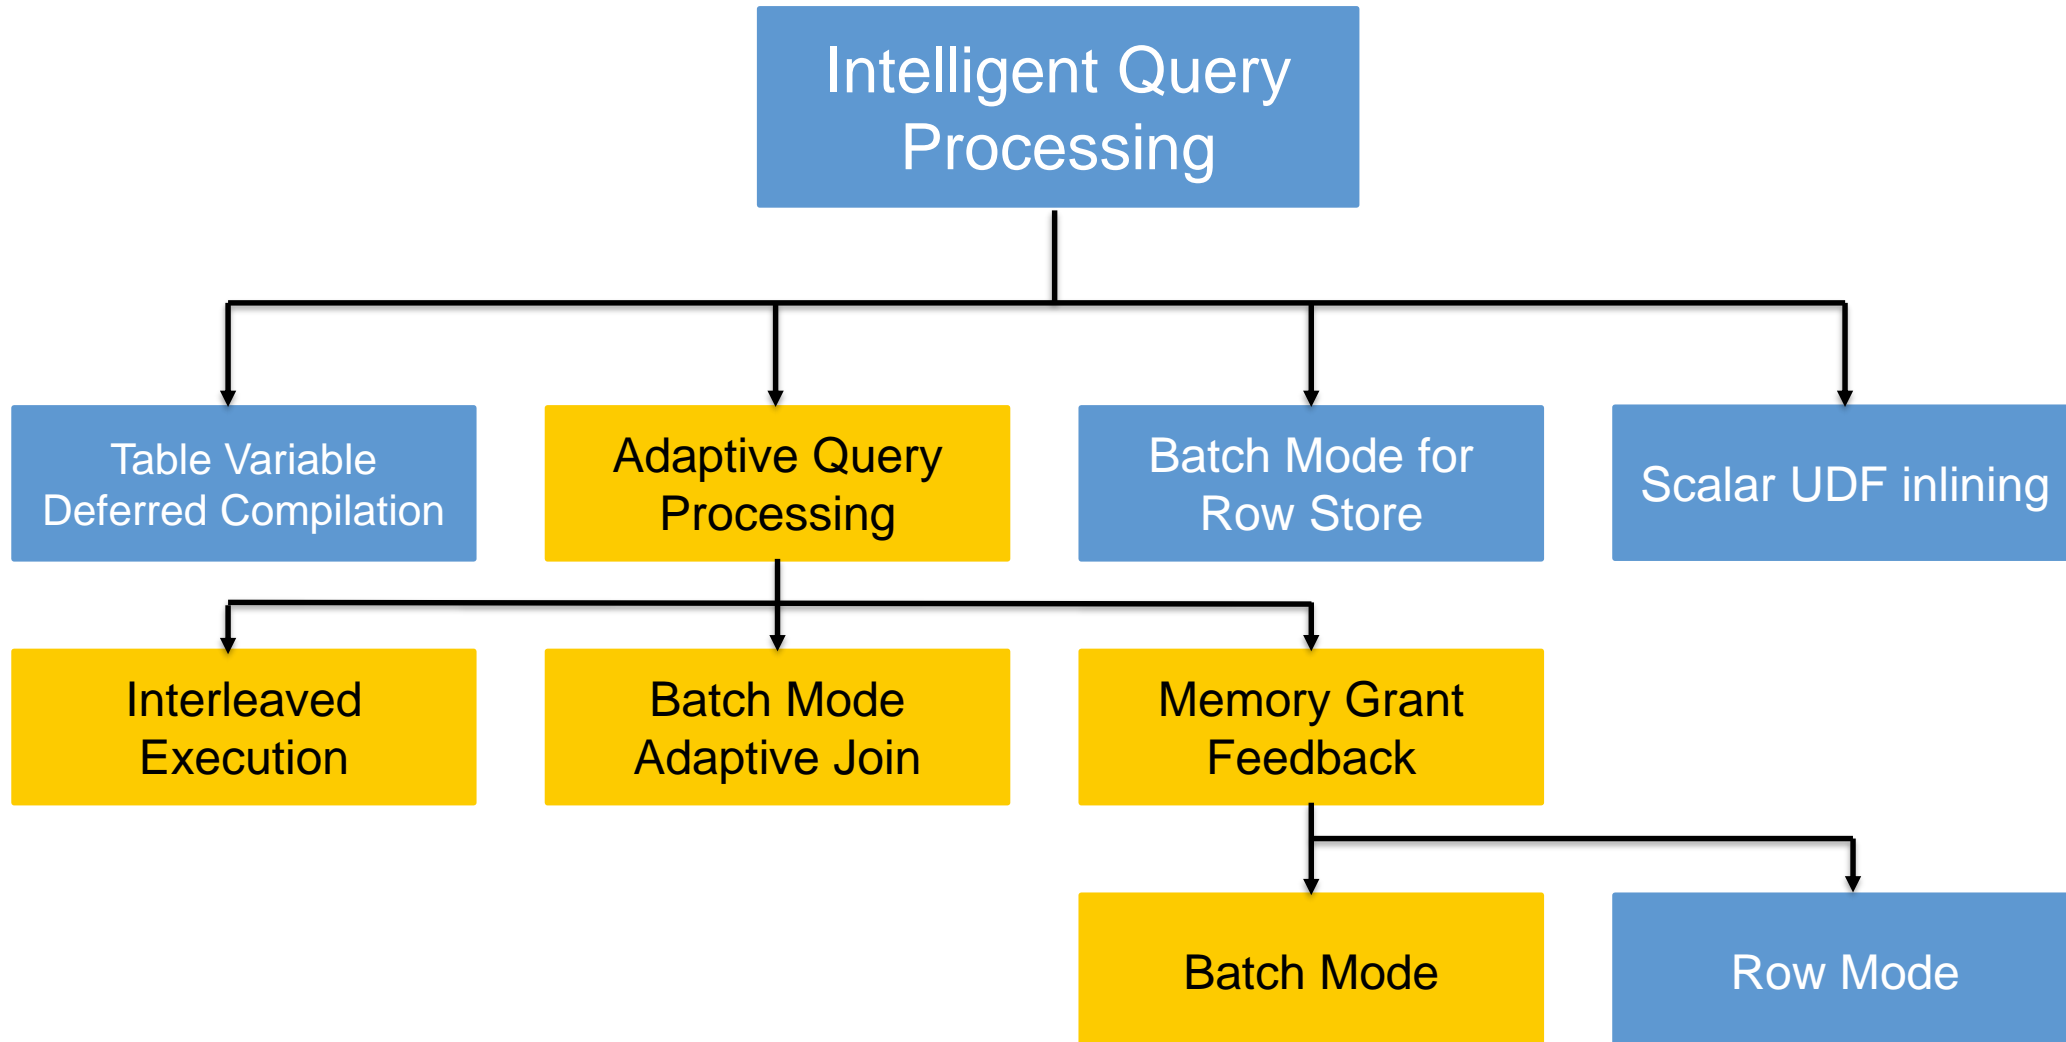 Intelligent Query
Processing
Table Variable
Deferred Compilation
Adaptive Query
Processing
Batch Mode for
Row Store
Scalar UDF inlining
Interleaved
Execution
Batch Mode
Adaptive Join
Memory Grant
Feedback
Batch Mode
Row Mode